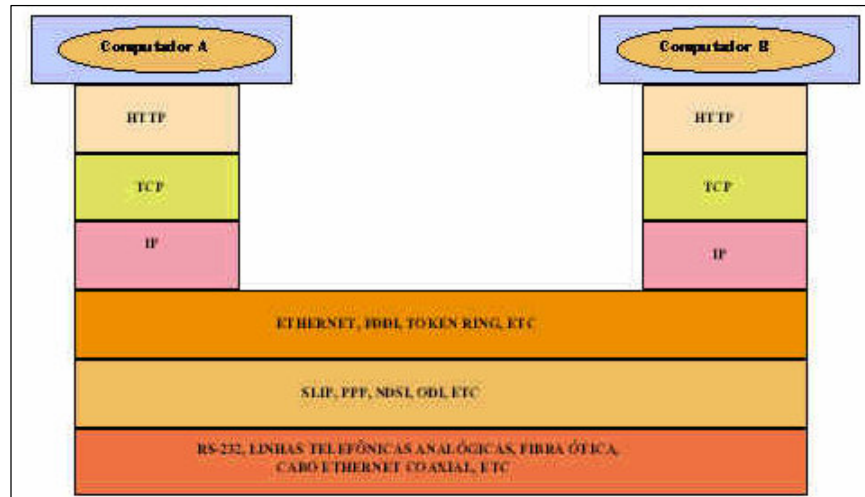 Computador A
Computador B
HTTP
HTTP
TCP
TCP
IP
IP
ETHERNET, FDDI, TOKEN RING, ETC
SLIP, PPP, NDSI, ODI, ETC
RS-232, LINHAS TELEFÔNICAS ANALÓGICAS, FIBRA ÓTICA,
CABO ETHERNET COAXIAL, ETC